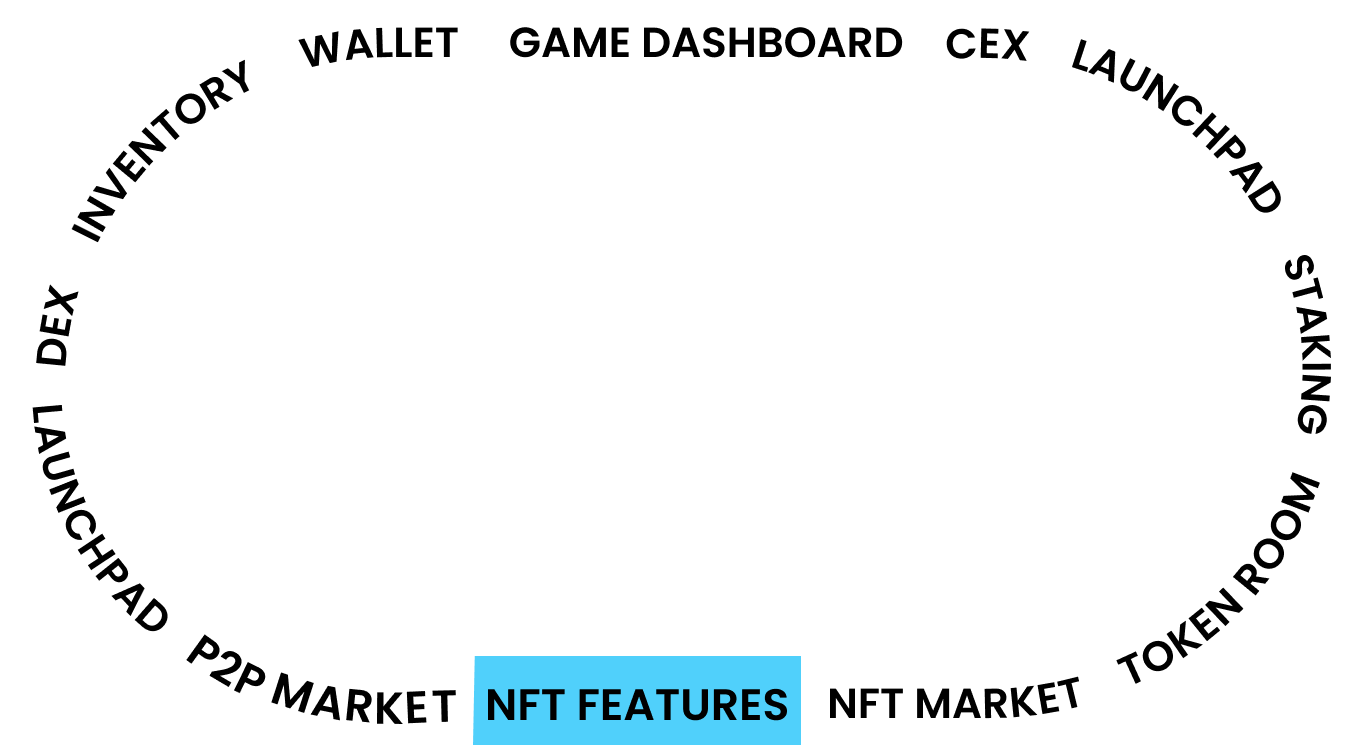 WALLET
GAME DASHBOARD
CEX
LAUNCHPAD
STAKING
TOKEN ROOM
NFT MARKET
NFT FEATURES
P2P MARKET
LAUNCHPAD
DEX
INVENTORY